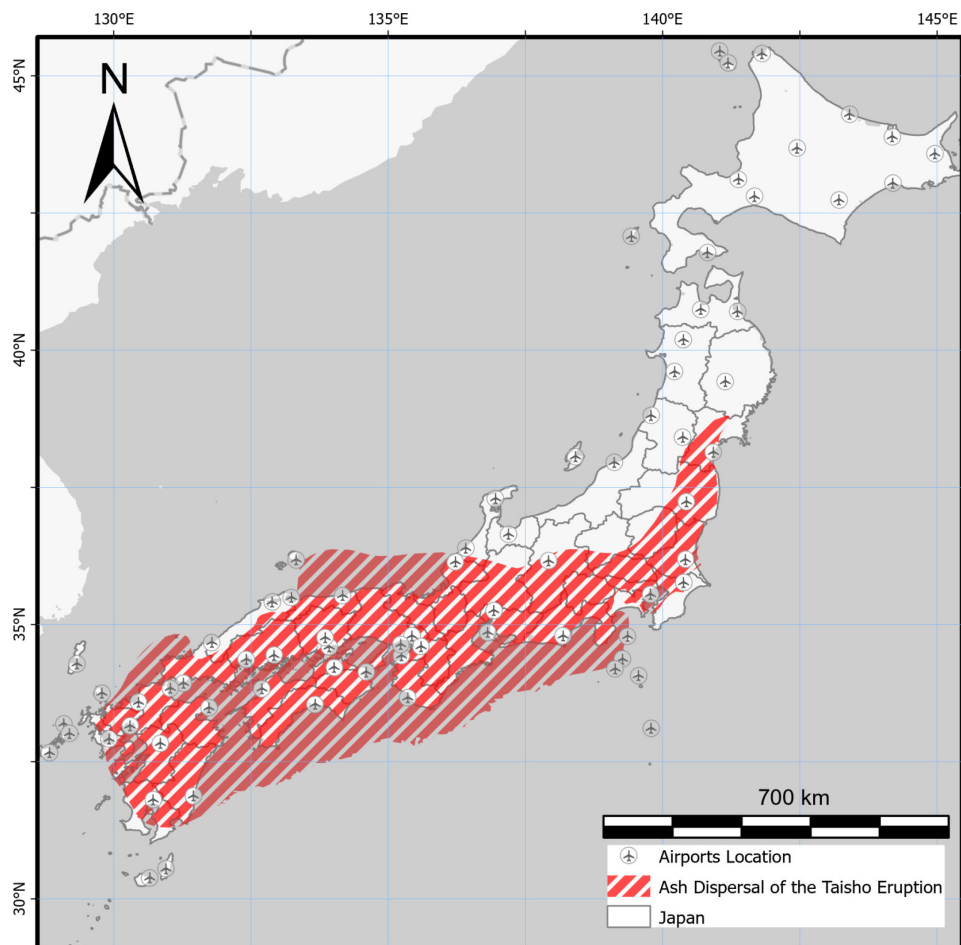 130°E 135°E 140°E 145°E
45°N
N
40°N
35°N
30°N
700 km
Airports Location
Ash Dispersal of the Taisho Eruption
Japan